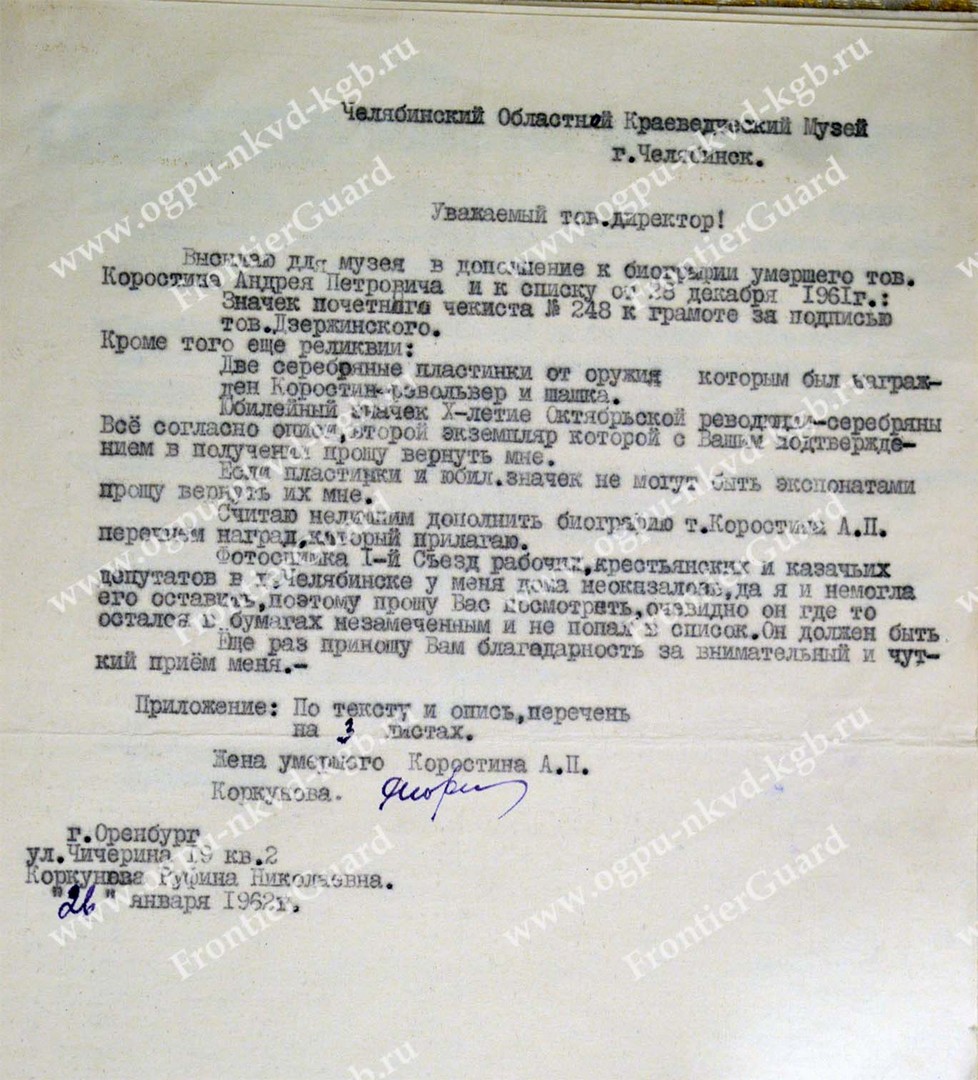 Челябинский Областной Краеведческий Музей
г.Челябинск.
Уважаемый тов.директор!
Высылаю для музея в дополнение к биографии умершего тов.
Коростина Андрея Петровича и к списку от 28 декабря 1961г.:
Значек почетного чекиста № 248 к грамоте за подписью
тов.Дзержинского.
Кроме того еще реликвии:
Две серебряные пластинки от оружия которым был награж-
ден Коростин-револьвер и шашка.
Юбилейный значек X-летие Октябрьской революции-серебряны
Всё согласно описи,второй экземпляр которой с Вашим подтвержде-
нием в получении прошу вернуть мне.
Если пластинки и юбил.значек не могут быть экспонатами
прошу вернуть их мне.
Считаю нелишним дополнить биографию т.Коростина А.П.
перечнем наград,который прилагаю.
Фотоснимка I-й Съезд рабочих,крестьянских и казачьих
депутатов в г.Челябинске у меня дома неоказалось,да я и немогла
его оставить,поэтому прошу Вас посмотреть,очевидно он где то
остался в бумагах незамеченным и не попал в список.Он должен быть
Еще раз приношу Вам благодарность за внимательный и чут-
кий приём меня.-
Приложение: По тексту и опись,перечень
на 3 листах.
Жена умершего Коростина А.П.
Коркунова.
г.Оренбург
ул.Чичерина 19 кв.2
Коркунова Руфина Николаевна.
"26" января 1962г.
www.ogpu-nkvd-kgb.ru
FrontierGuard